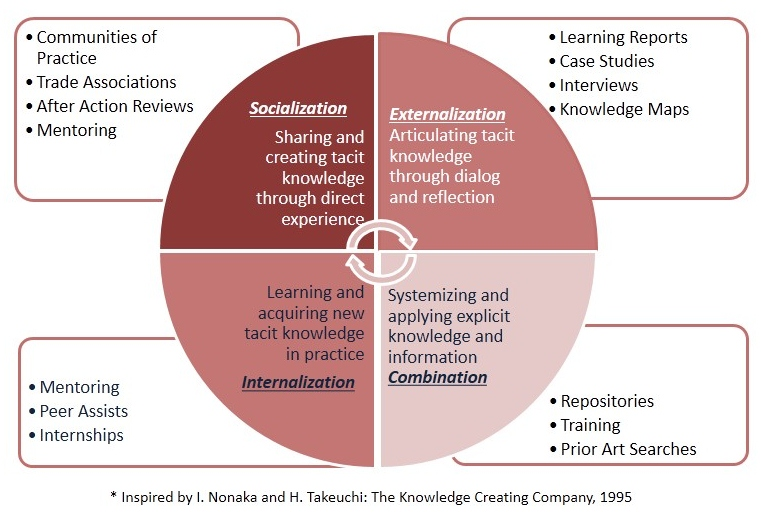 • Communities of
Practice
• Trade Associations
• After Action Reviews
• Mentoring
• Learning Reports
• Case Studies
• Interviews
• Knowledge Maps
Socialization
Sharing and
creating tacit
knowledge
through direct
experience
Externalization
Articulating tacit
knowledge
through dialog
and reflection
Learning and
acquiring new
tacit knowledge
in practice
Internalization
Systemizing and
applying explicit
knowledge and
information
Combination
• Mentoring
• Peer Assists
• Internships
• Repositories
• Training
• Prior Art Searches
* Inspired by I. Nonaka and H. Takeuchi: The Knowledge Creating Company, 1995